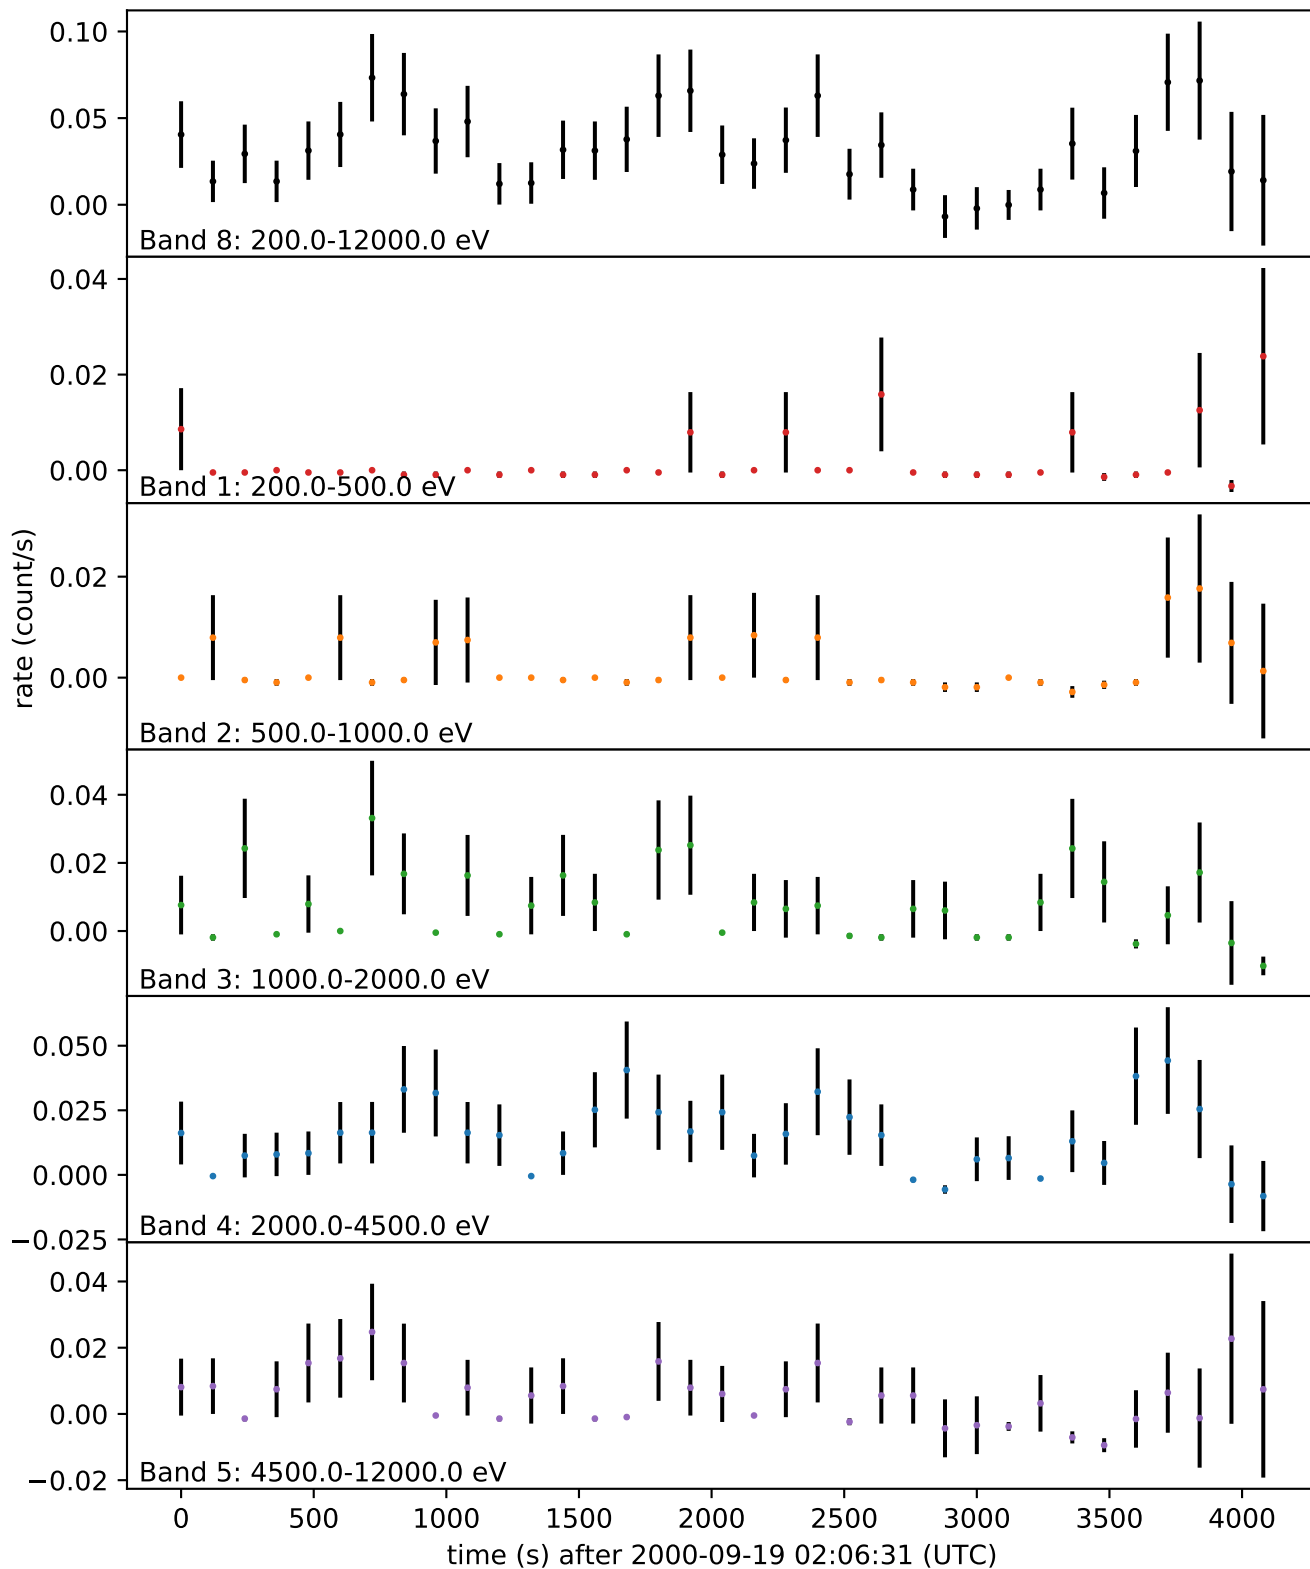 0.10
0.05
0.00
Band 8: 200.0-12000.0 eV
0.04
0.02
0.00
Band 1: 200.0-500.0 eV
rate (count/s)
0.02
0.00
Band 2: 500.0-1000.0 eV
0.04
0.02
0.00
Band 3: 1000.0-2000.0 eV
0.050
0.025
0.000
−0.025
Band 4: 2000.0-4500.0 eV
0.04
0.02
0.00
−0.02
Band 5: 4500.0-12000.0 eV
0 500 1000 1500 2000 2500 3000 3500 4000
time (s) after 2000-09-19 02:06:31 (UTC)